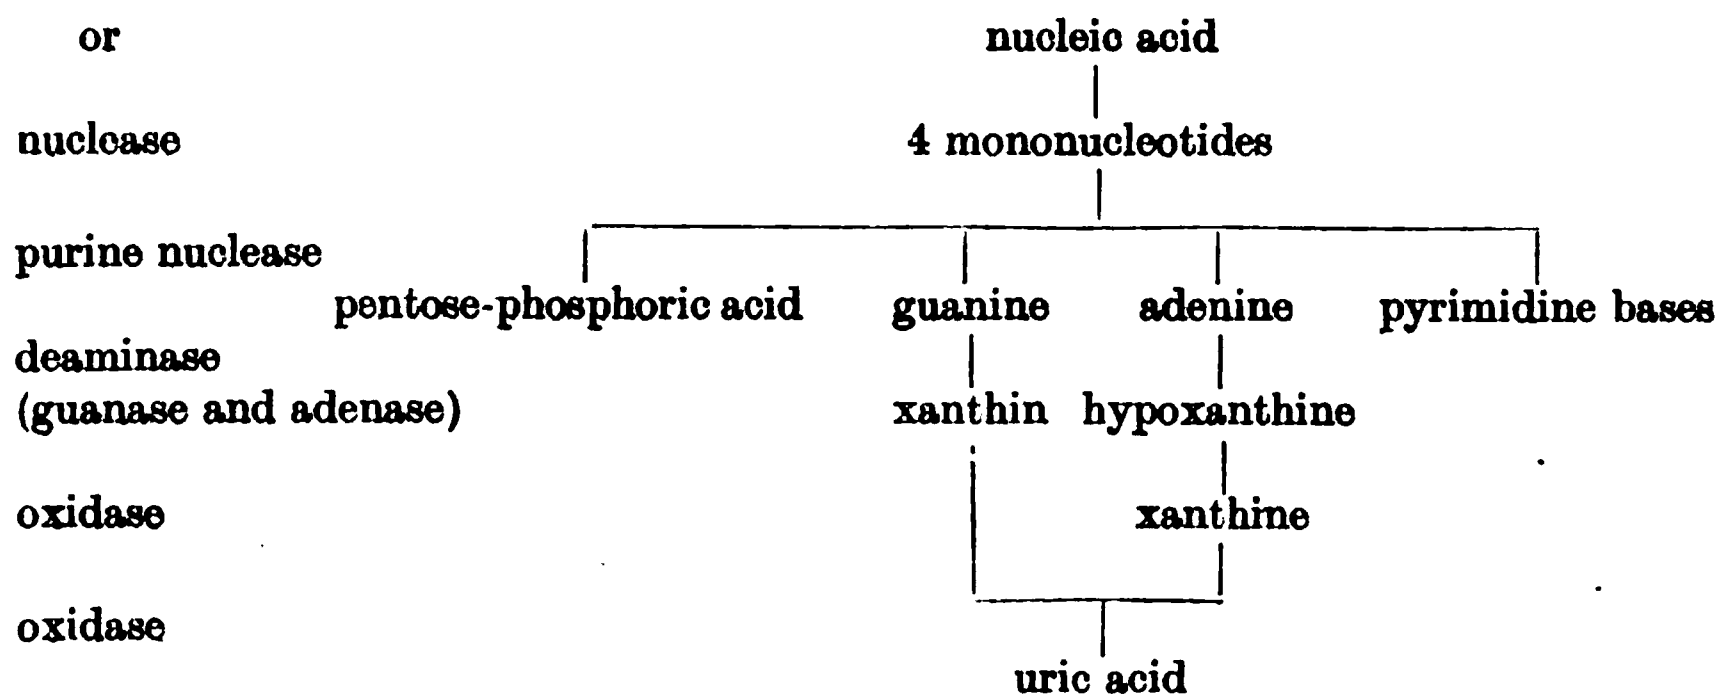 or nucleic acid
nuclease 4 mononucleotides
purine nuclease
pentose-phosphoric acid guanine adenine pyrimidine bases
deaminase
(guanase and adenase) xanthin hypoxanthine
oxidase xanthine
oxidase
uric acid